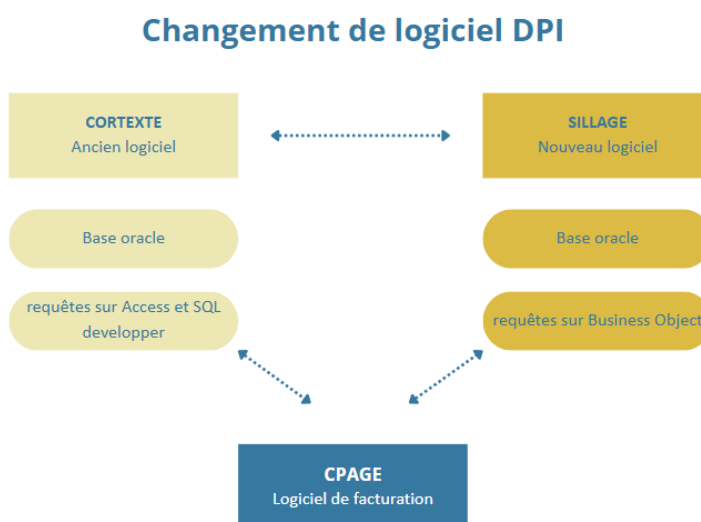 Changement de logiciel DPI
CORTEXTE
Ancien logiciel
SILLAGE
Nouveau logiciel
Base oracle
Base oracle
requêtes sur Access et SQL
developper
requêtes sur Business Object
CPAGE
Logiciel de facturation